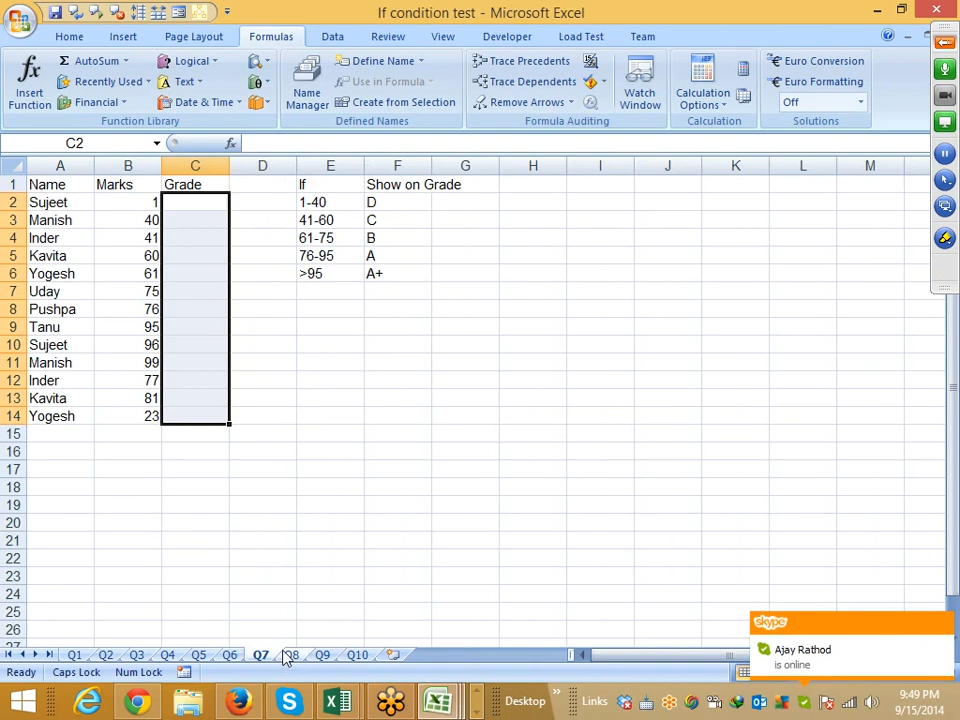 If condition test - Microsoft Excel
Home Insert Page Layout Formulas Data Review View Developer Load Test Team
Insert Function
AutoSum
Recently Used
Financial
Logical
Text
Date & Time
Function Library
Name Manager
Define Name
Use in Formula
Create from Selection
Defined Names
Trace Precedents
Trace Dependents
Remove Arrows
Formula Auditing
Watch Window
Calculation Options
Calculation
Euro Conversion
Euro Formatting
Off
Solutions
C2 fx
A B C D E F G H I J K L M
1 Name Marks Grade If Show on Grade
2 Sujeet 1 1-40 D
3 Manish 40 41-60 C
4 Inder 41 61-75 B
5 Kavita 60 76-95 A
6 Yogesh 61 >95 A+
7 Uday 75
8 Pushpa 76
9 Tanu 95
10 Sujeet 96
11 Manish 99
12 Inder 77
13 Kavita 81
14 Yogesh 23
15
16
17
18
19
20
21
22
23
24
25
26
27
Q1 Q2 Q3 Q4 Q5 Q6 Q7 Q8 Q9 Q10
skype
Ajay Rathod
is online
Ready Caps Lock Num Lock
Desktop Links
9:49 PM
9/15/2014